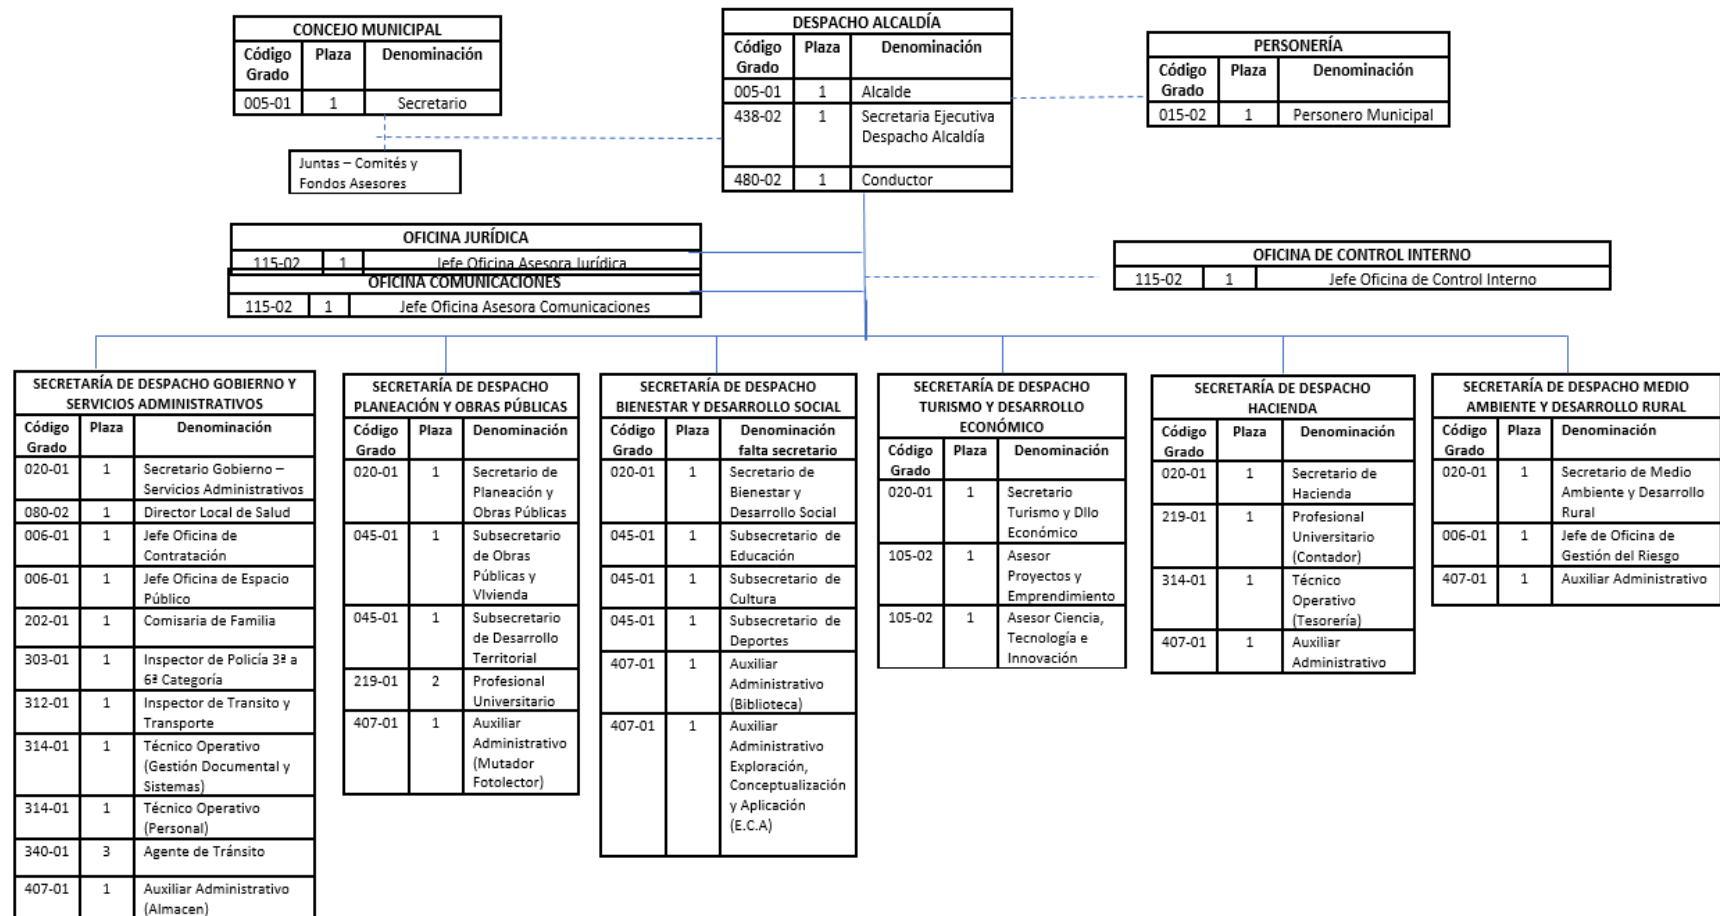 CONCEJO MUNICIPAL
Código Grado Plaza Denominación
005-01 1 Secretario
Juntas – Comités y
Fondos Asesores
DESPACHO ALCALDÍA
Código Grado Plaza Denominación
005-01 1 Alcalde
438-02 1 Secretaria Ejecutiva
Despacho Alcaldía
480-02 1 Conductor
PERSONERÍA
Código Grado Plaza Denominación
015-02 1 Personero Municipal
OFICINA JURÍDICA
115-02 1 Jefe Oficina Asesora Jurídica
OFICINA COMUNICACIONES
115-02 1 Jefe Oficina Asesora Comunicaciones
OFICINA DE CONTROL INTERNO
115-02 1 Jefe Oficina de Control Interno
SECRETARÍA DE DESPACHO GOBIERNO Y
SERVICIOS ADMINISTRATIVOS
Código Grado Plaza Denominación
020-01 1 Secretario Gobierno –
Servicios Administrativos
080-02 1 Director Local de Salud
006-01 1 Jefe Oficina de
Contratación
006-01 1 Jefe Oficina de Espacio
Público
202-01 1 Comisaria de Familia
303-01 1 Inspector de Policía 3ª a
6ª Categoría
312-01 1 Inspector de Transito y
Transporte
314-01 1 Técnico Operativo
(Gestión Documental y
Sistemas)
314-01 1 Técnico Operativo
(Personal)
340-01 3 Agente de Tránsito
407-01 1 Auxiliar Administrativo
(Almacen)
SECRETARÍA DE DESPACHO
PLANEACIÓN Y OBRAS PÚBLICAS
Código Grado Plaza Denominación
020-01 1 Secretario de
Planeación y
Obras Públicas
045-01 1 Subsecretario
de Obras
Públicas y
VIvienda
045-01 1 Subsecretario
de Desarrollo
Territorial
219-01 2 Profesional
Universitario
407-01 1 Auxiliar
Administrativo
(Mutador
Fotolector)
SECRETARÍA DE DESPACHO
BIENESTAR Y DESARROLLO SOCIAL
Código Grado Plaza Denominación
falta secretario
020-01 1 Secretario de
Bienestar y
Desarrollo Social
045-01 1 Subsecretario de
Educación
045-01 1 Subsecretario de
Cultura
045-01 1 Subsecretario de
Deportes
407-01 1 Auxiliar
Administrativo
(Biblioteca)
407-01 1 Auxiliar
Administrativo
Exploración,
Conceptualización
y Aplicación
(E.C.A)
SECRETARÍA DE DESPACHO
TURISMO Y DESARROLLO
ECONÓMICO
Código Grado Plaza Denominación
020-01 1 Secretario
Turismo y Dllo
Económico
105-02 1 Asesor
Proyectos y
Emprendimiento
105-02 1 Asesor Ciencia,
Tecnología e
Innovación
SECRETARÍA DE DESPACHO
HACIENDA
Código Grado Plaza Denominación
020-01 1 Secretario de
Hacienda
219-01 1 Profesional
Universitario
(Contador)
314-01 1 Técnico
Operativo
(Tesorería)
407-01 1 Auxiliar
Administrativo
SECRETARÍA DE DESPACHO MEDIO
AMBIENTE Y DESARROLLO RURAL
Código Grado Plaza Denominación
020-01 1 Secretario de Medio
Ambiente y Desarrollo
Rural
006-01 1 Jefe de Oficina de
Gestión del Riesgo
407-01 1 Auxiliar Administrativo